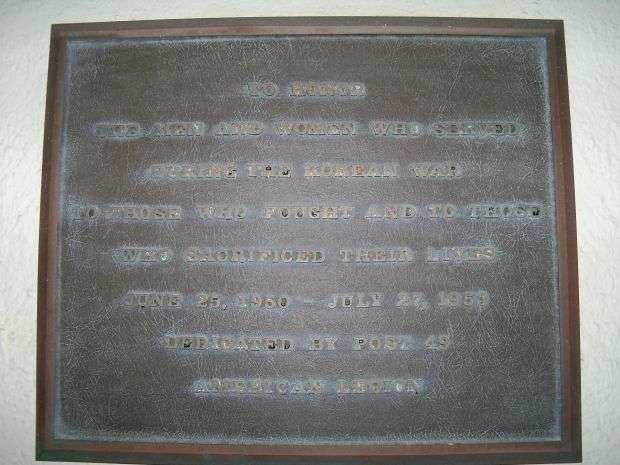 TO HONOR
THE MEN AND WOMEN WHO SERVED
DURING THE KOREAN WAR
TO THOSE WHO FOUGHT AND TO THOSE
WHO SACRIFICED THEIR LIVES
JUNE 25, 1950 - JULY 27, 1953
DEDICATED BY POST 49
AMERICAN LEGION